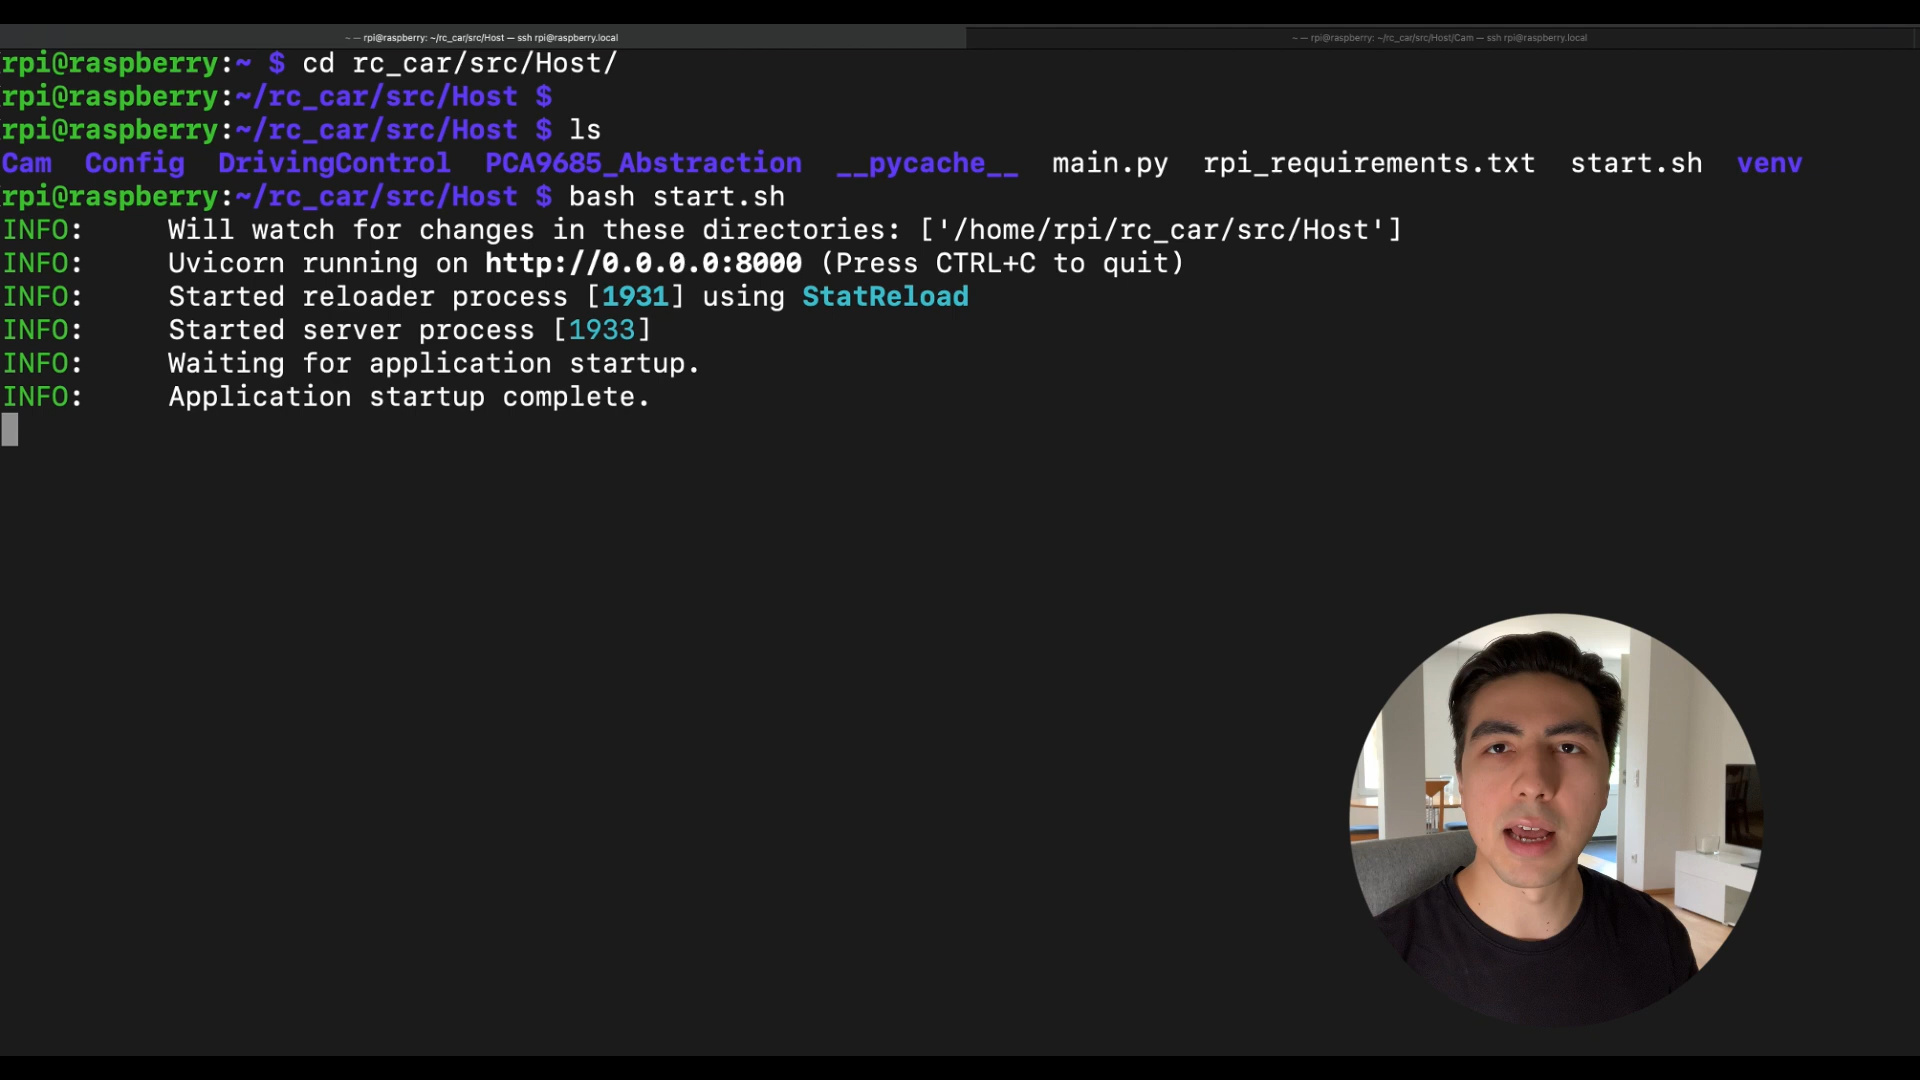 ~ — rpi@raspberry: ~/rc_car/src/Host — ssh rpi@raspberry.local
~ — rpi@raspberry: ~/rc_car/src/Host/Cam — ssh rpi@raspberry.local
rpi@raspberry:~ $ cd rc_car/src/Host/
rpi@raspberry:~/rc_car/src/Host $
rpi@raspberry:~/rc_car/src/Host $ ls
Cam Config DrivingControl PCA9685_Abstraction __pycache__ main.py rpi_requirements.txt start.sh venv
rpi@raspberry:~/rc_car/src/Host $ bash start.sh
INFO: Will watch for changes in these directories: ['/home/rpi/rc_car/src/Host']
INFO: Uvicorn running on http://0.0.0.0:8000 (Press CTRL+C to quit)
INFO: Started reloader process [1931] using StatReload
INFO: Started server process [1933]
INFO: Waiting for application startup.
INFO: Application startup complete.